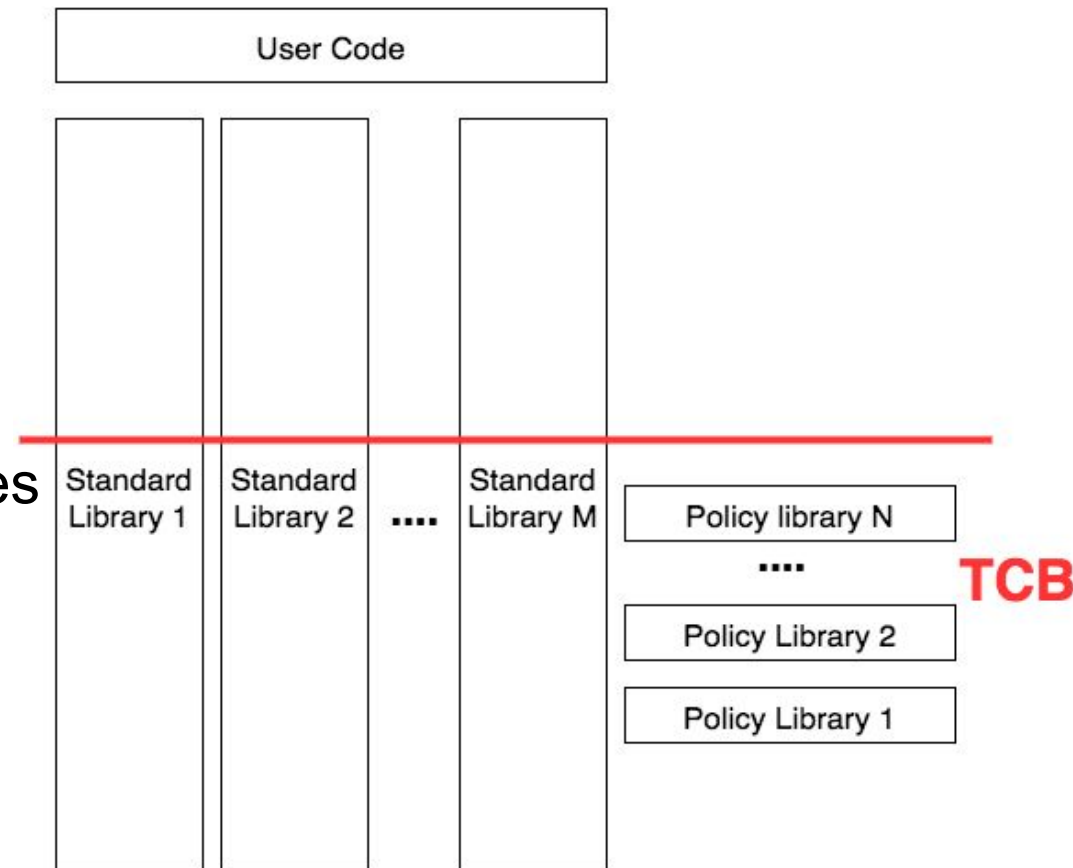 User Code
es
Standard
Library 1
Standard
Library 2
....
Standard
Library M
Policy library N
....
TCB
Policy Library 2
Policy Library 1